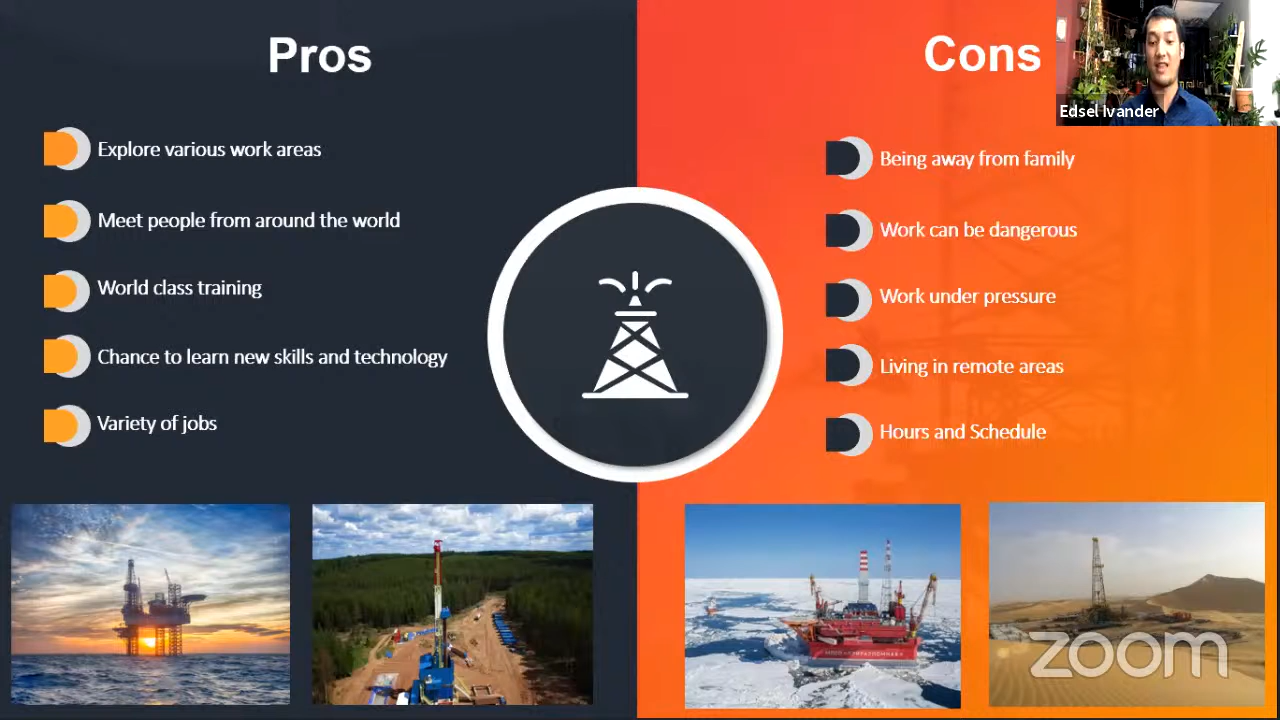 Pros
Explore various work areas
Meet people from around the world
World class training
Chance to learn new skills and technology
Variety of jobs
Cons
Being away from family
Work can be dangerous
Work under pressure
Living in remote areas
Hours and Schedule
Edsel Ivander
zoom